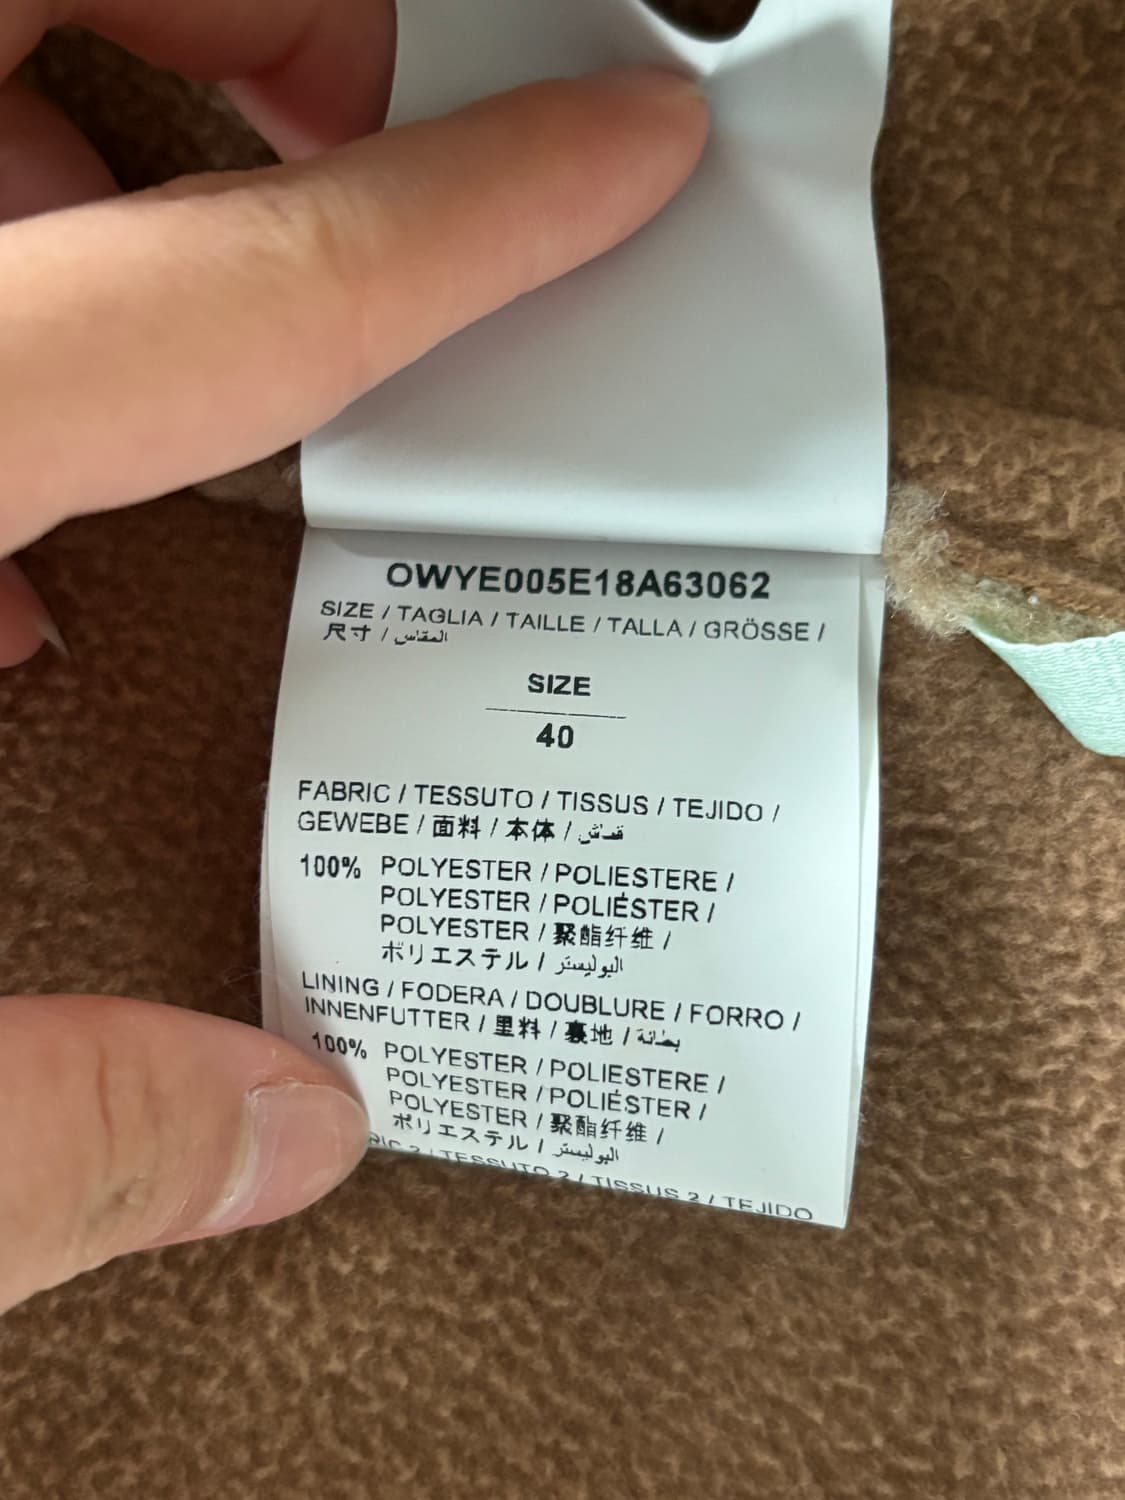 OWYE005E18A63062
SIZE / TAGLIA / TAILLE / TALLA / GRÖSSE /
尺寸 / المقاس
SIZE
40
FABRIC / TESSUTO / TISSUS / TEJIDO /
GEWEBE / 面料 / 本体 / قماش
100% POLYESTER / POLIESTERE /
POLYESTER / POLIÉSTER /
POLYESTER / 聚酯纤维 /
ポリエステル / البوليستر
LINING / FODERA / DOUBLURE / FORRO /
INNENFUTTER / 里料 / 裏地 / بطانة
100% POLYESTER / POLIESTERE /
POLYESTER / POLIÉSTER /
POLYESTER / 聚酯纤维 /
ポリエステル / البوليستر
2 / TESSUTO 2 / TISSUS 2 / TEJIDO